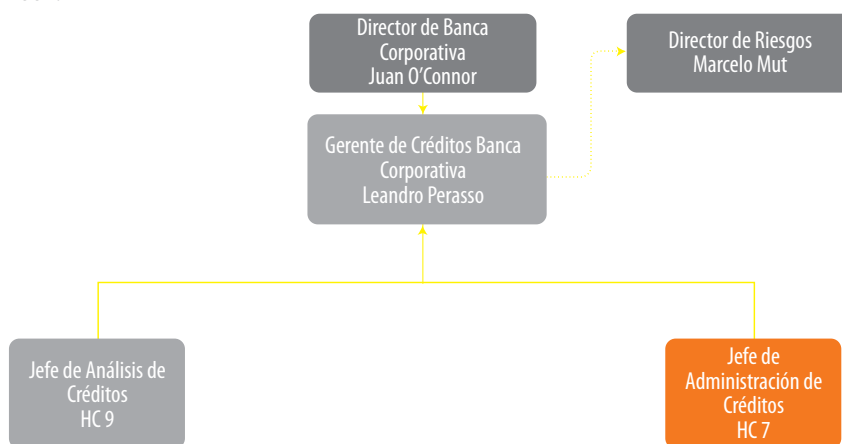 Director de Banca
Corporativa
Juan O’Connor
Director de Riesgos
Marcelo Mut
Gerente de Créditos Banca
Corporativa
Leandro Perasso
Jefe de Análisis de
Créditos
HC 9
Jefe de
Administración de
Créditos
HC 7